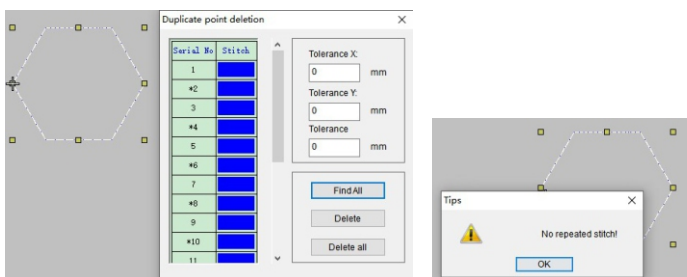 Duplicate point deletion
Serial No Stitch
1
*2
3
*4
5
*6
7
*8
9
*10
11
Tolerance X:
0 mm
Tolerance Y:
0 mm
Tolerance
0 mm
Find All
Delete
Delete all
Tips
No repeated stitch!
OK